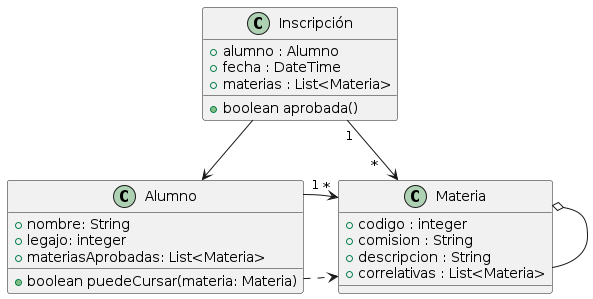 C Inscripción
alumno : Alumno
fecha : DateTime
materias : List<Materia>
boolean aprobada()
1
*
C Alumno
nombre: String
legajo: integer
materiasAprobadas: List<Materia>
boolean puedeCursar(materia: Materia)
1 *
C Materia
codigo : integer
comision : String
descripcion : String
correlativas : List<Materia>